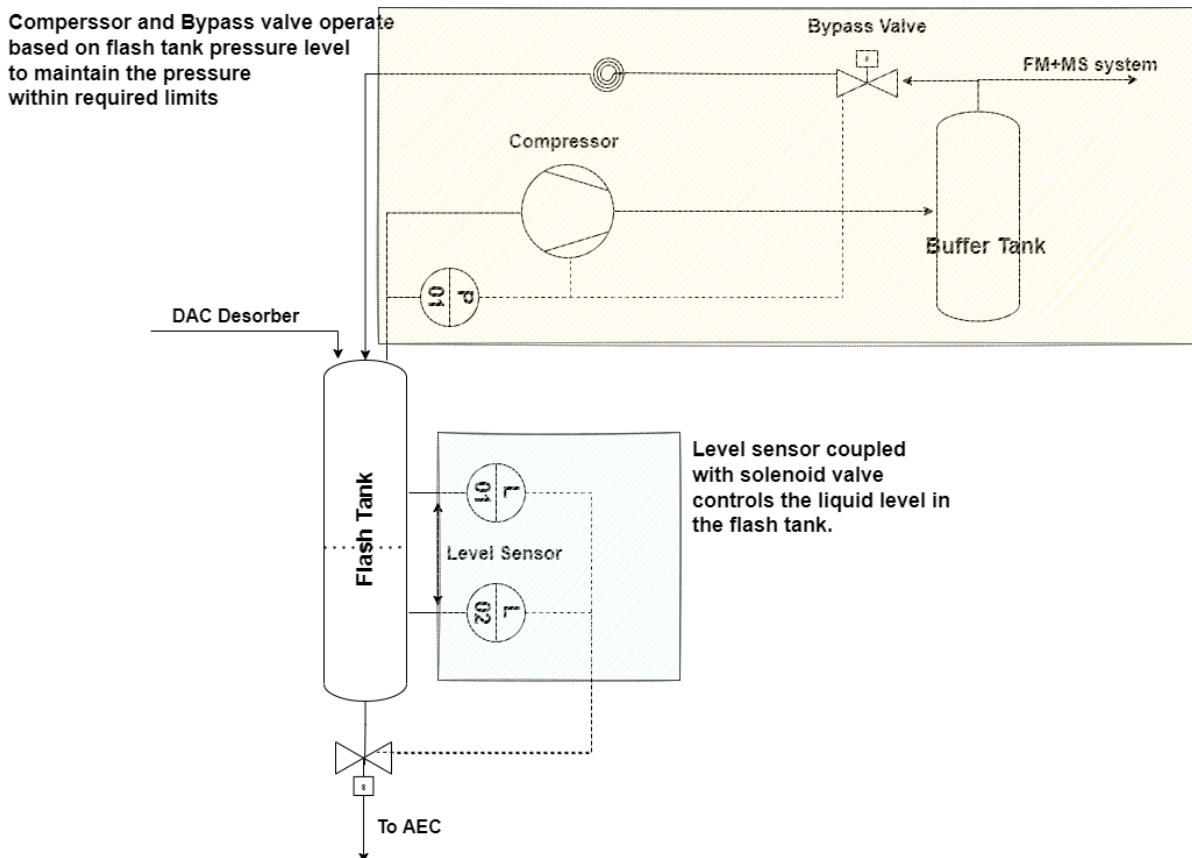 Comperssor and Bypass valve operate
based on flash tank pressure level
to maintain the pressure
within required limits
Bypass Valve
s
FM+MS system
Compressor
Buffer Tank
P
01
DAC Desorber
Flash Tank
L
01
Level Sensor
L
02
Level sensor coupled
with solenoid valve
controls the liquid level in
the flash tank.
s
To AEC